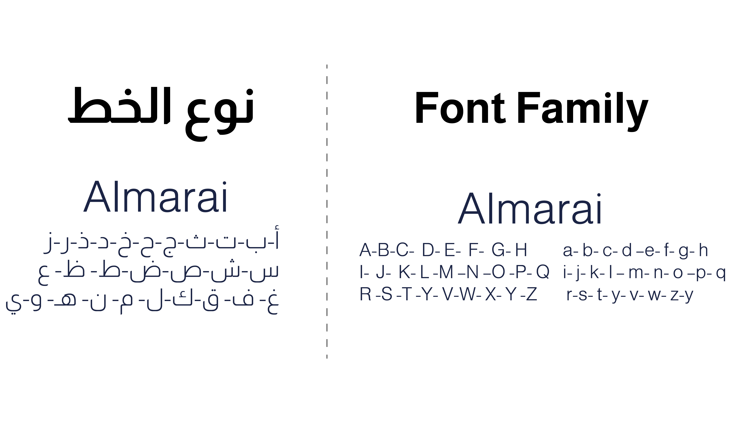 نوع الخط
Almarai
أ-ب-ت-ث-ج-ح-خ-د-ذ-ر-ز
س-ش-ص-ض-ط- ظ- ع
غ- ف- ق-ك-ل- م- ن- هـ- و-ي
Font Family
Almarai
A-B-C- D- E- F- G- H
I- J- K- L -M –N –O -P- Q
R -S -T -Y- V-W- X- Y -Z
a- b- c- d –e- f- g- h
i- j- k- l – m- n- o –p- q
r-s- t- y- v- w- z-y